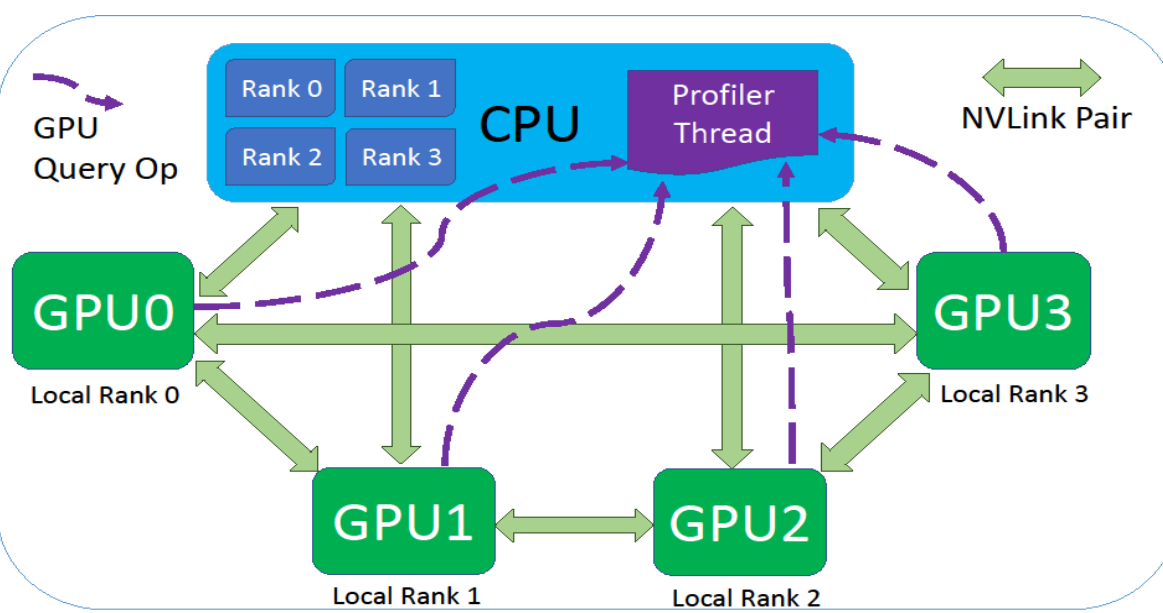 GPU
Query Op
Rank 0
Rank 1
Rank 2
Rank 3
CPU
Profiler
Thread
NVLink Pair
GPU0
Local Rank 0
GPU3
Local Rank 3
GPU1
Local Rank 1
GPU2
Local Rank 2